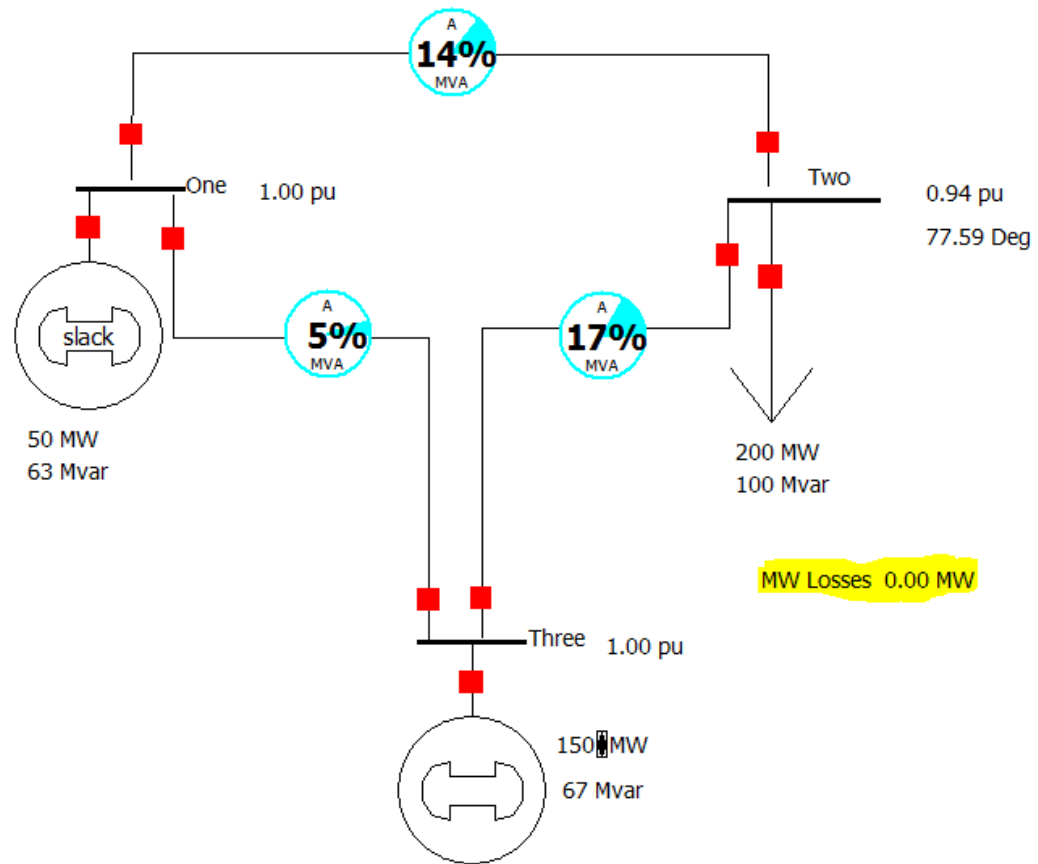 A
14%
MVA
One
1.00 pu
Two
0.94 pu
77.59 Deg
slack
A
5%
MVA
A
17%
MVA
50 MW
63 Mvar
200 MW
100 Mvar
MW Losses 0.00 MW
Three
1.00 pu
150 MW
67 Mvar